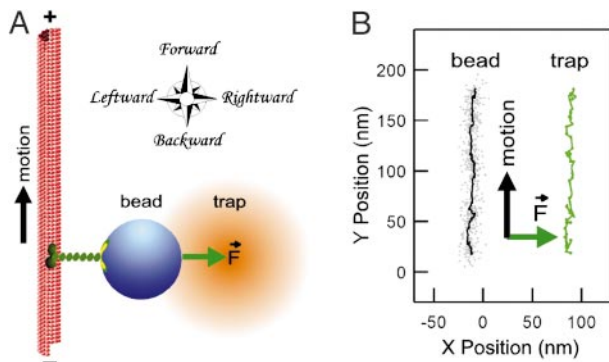 A
+
Forward
Leftward
Rightward
Backward
motion
bead
trap
F
−
B
bead
trap
motion
F
Y Position (nm)
200
150
100
50
0
-50
0
50
100
X Position (nm)